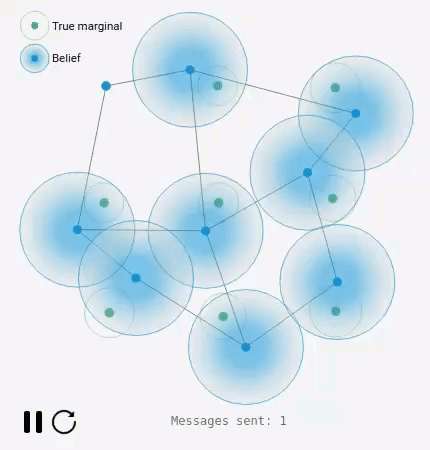 True marginal
Belief
Messages sent: 1